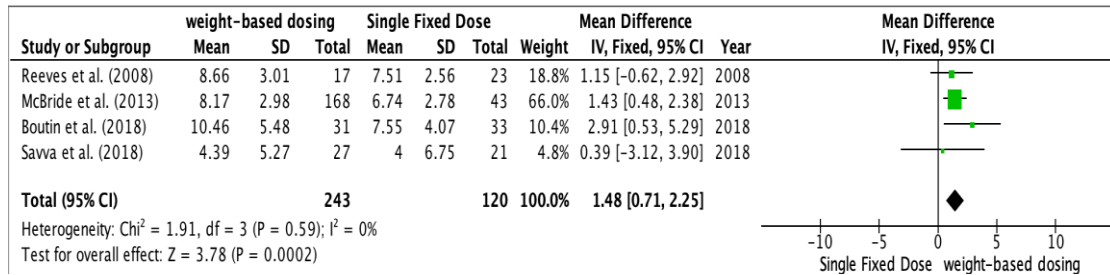 weight-based dosing Single Fixed Dose Mean Difference Mean Difference
Study or Subgroup Mean SD Total Mean SD Total Weight IV, Fixed, 95% CI Year IV, Fixed, 95% CI
Reeves et al. (2008) 8.66 3.01 17 7.51 2.56 23 18.8% 1.15 [-0.62, 2.92] 2008
McBride et al. (2013) 8.17 2.98 168 6.74 2.78 43 66.0% 1.43 [0.48, 2.38] 2013
Boutin et al. (2018) 10.46 5.48 31 7.55 4.07 33 10.4% 2.91 [0.53, 5.29] 2018
Savva et al. (2018) 4.39 5.27 27 4 6.75 21 4.8% 0.39 [-3.12, 3.90] 2018
Total (95% CI) 243 120 100.0% 1.48 [0.71, 2.25]
Heterogeneity: Chi² = 1.91, df = 3 (P = 0.59); I² = 0%
Test for overall effect: Z = 3.78 (P = 0.0002)
-10 -5 0 5 10
Single Fixed Dose weight-based dosing